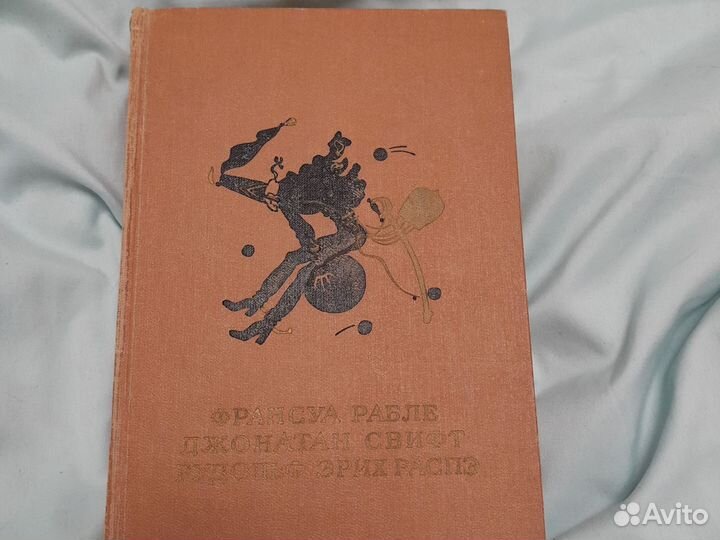 ФРАНСУА РАБЛЕ
ДЖОНАТАН СВИФТ
РУДОЛЬФ ЭРИХ РАСПЭ
Avito